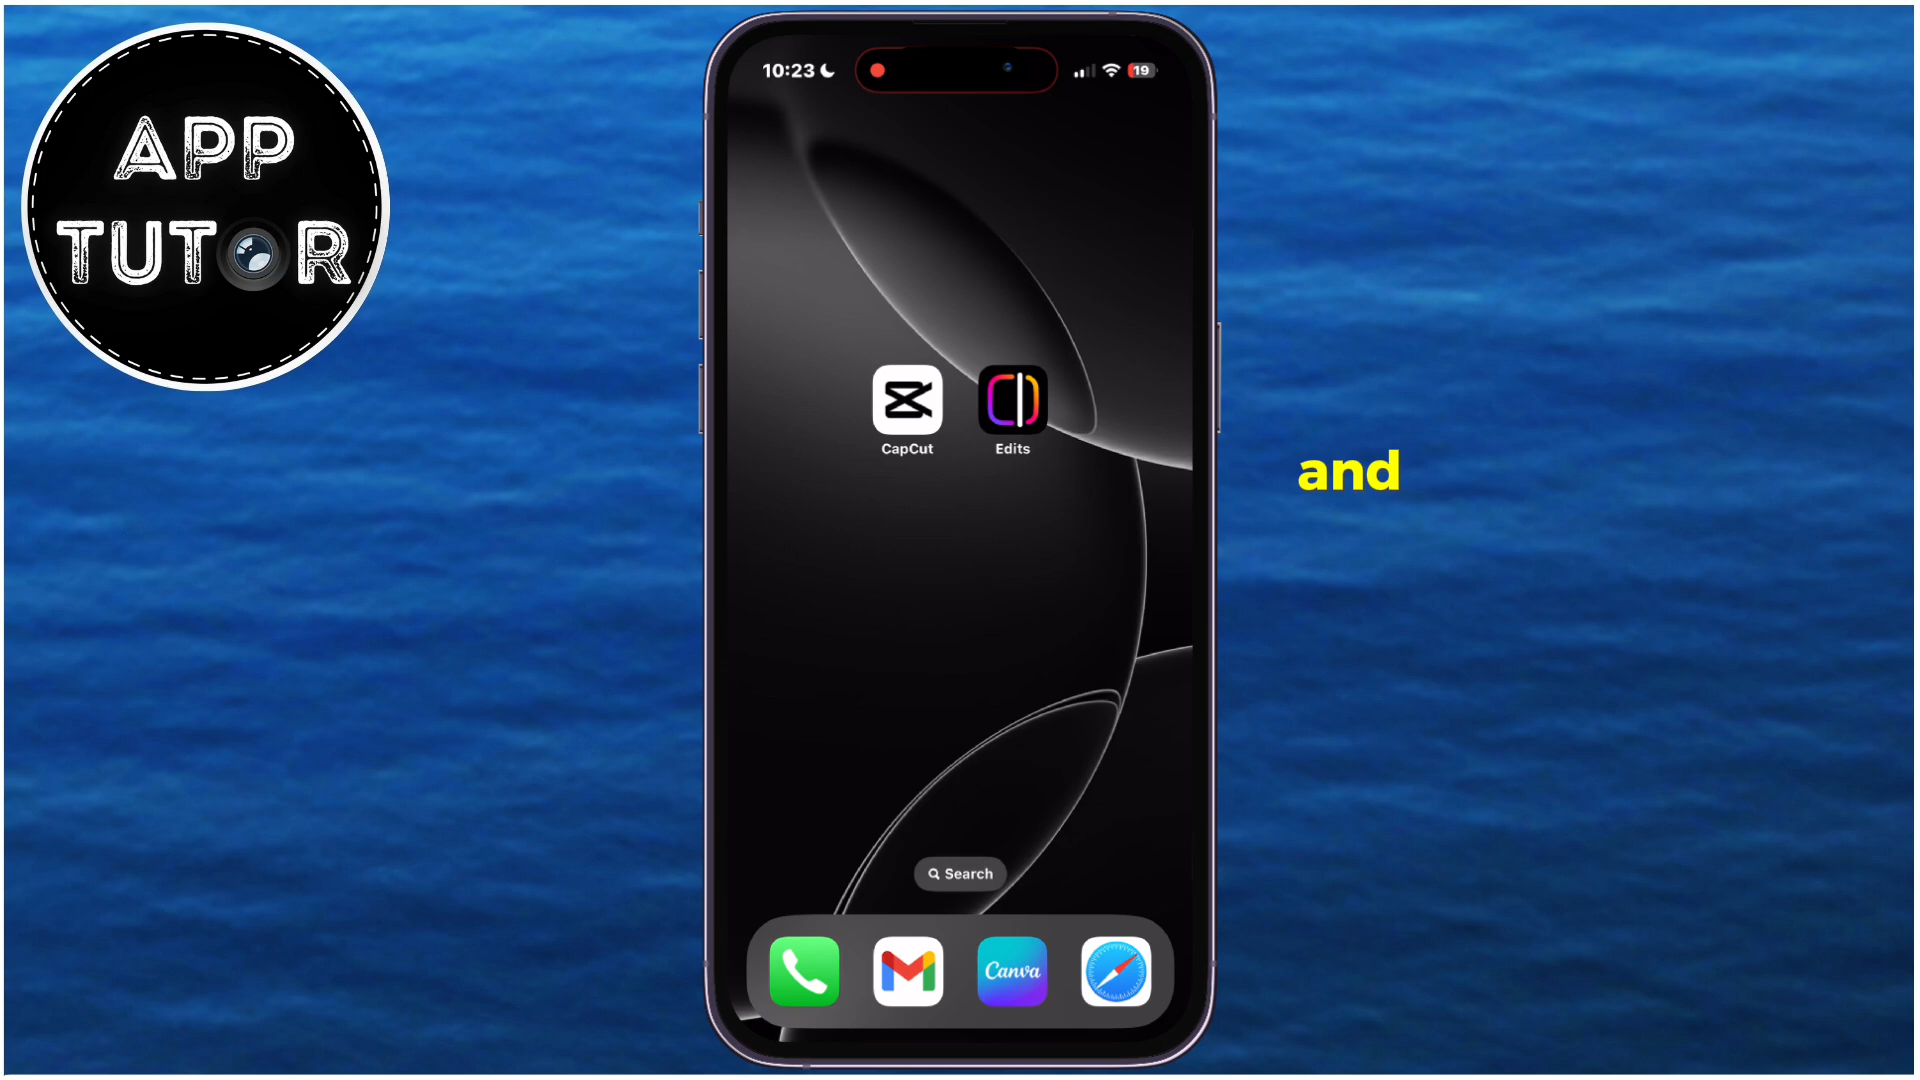 APP
TUTOR
10:23
19
CapCut
Edits
and
Search
Canva